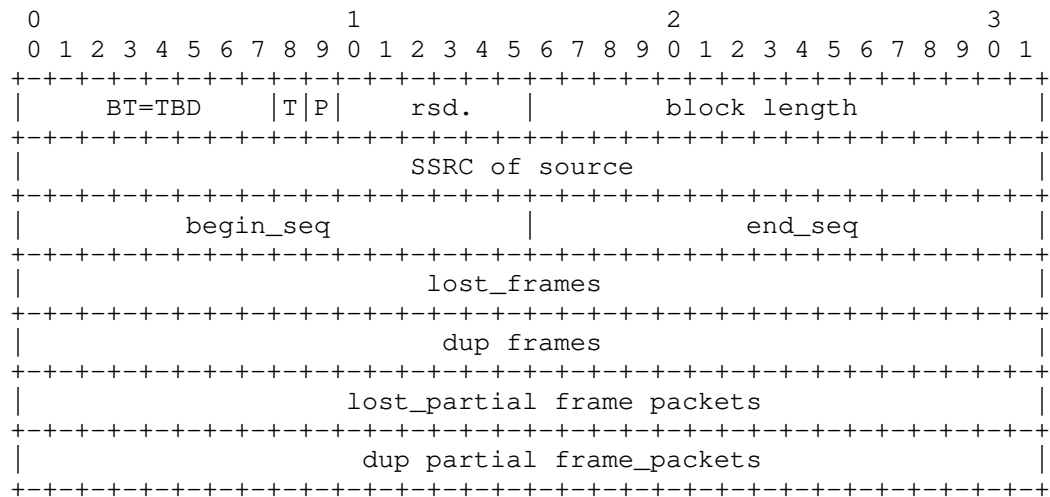 0                   1                   2                   3
 0 1 2 3 4 5 6 7 8 9 0 1 2 3 4 5 6 7 8 9 0 1 2 3 4 5 6 7 8 9 0 1
+-+-+-+-+-+-+-+-+-+-+-+-+-+-+-+-+-+-+-+-+-+-+-+-+-+-+-+-+-+-+-+-+
|     BT=TBD    |T|P|    rsd.   |        block length           |
+-+-+-+-+-+-+-+-+-+-+-+-+-+-+-+-+-+-+-+-+-+-+-+-+-+-+-+-+-+-+-+-+
|                        SSRC of source                         |
+-+-+-+-+-+-+-+-+-+-+-+-+-+-+-+-+-+-+-+-+-+-+-+-+-+-+-+-+-+-+-+-+
|          begin_seq            |             end_seq           |
+-+-+-+-+-+-+-+-+-+-+-+-+-+-+-+-+-+-+-+-+-+-+-+-+-+-+-+-+-+-+-+-+
|                         lost_frames                           |
+-+-+-+-+-+-+-+-+-+-+-+-+-+-+-+-+-+-+-+-+-+-+-+-+-+-+-+-+-+-+-+-+
|                          dup frames                           |
+-+-+-+-+-+-+-+-+-+-+-+-+-+-+-+-+-+-+-+-+-+-+-+-+-+-+-+-+-+-+-+-+
|                    lost_partial frame packets                 |
+-+-+-+-+-+-+-+-+-+-+-+-+-+-+-+-+-+-+-+-+-+-+-+-+-+-+-+-+-+-+-+-+
|                     dup partial frame_packets                 |
+-+-+-+-+-+-+-+-+-+-+-+-+-+-+-+-+-+-+-+-+-+-+-+-+-+-+-+-+-+-+-+-+